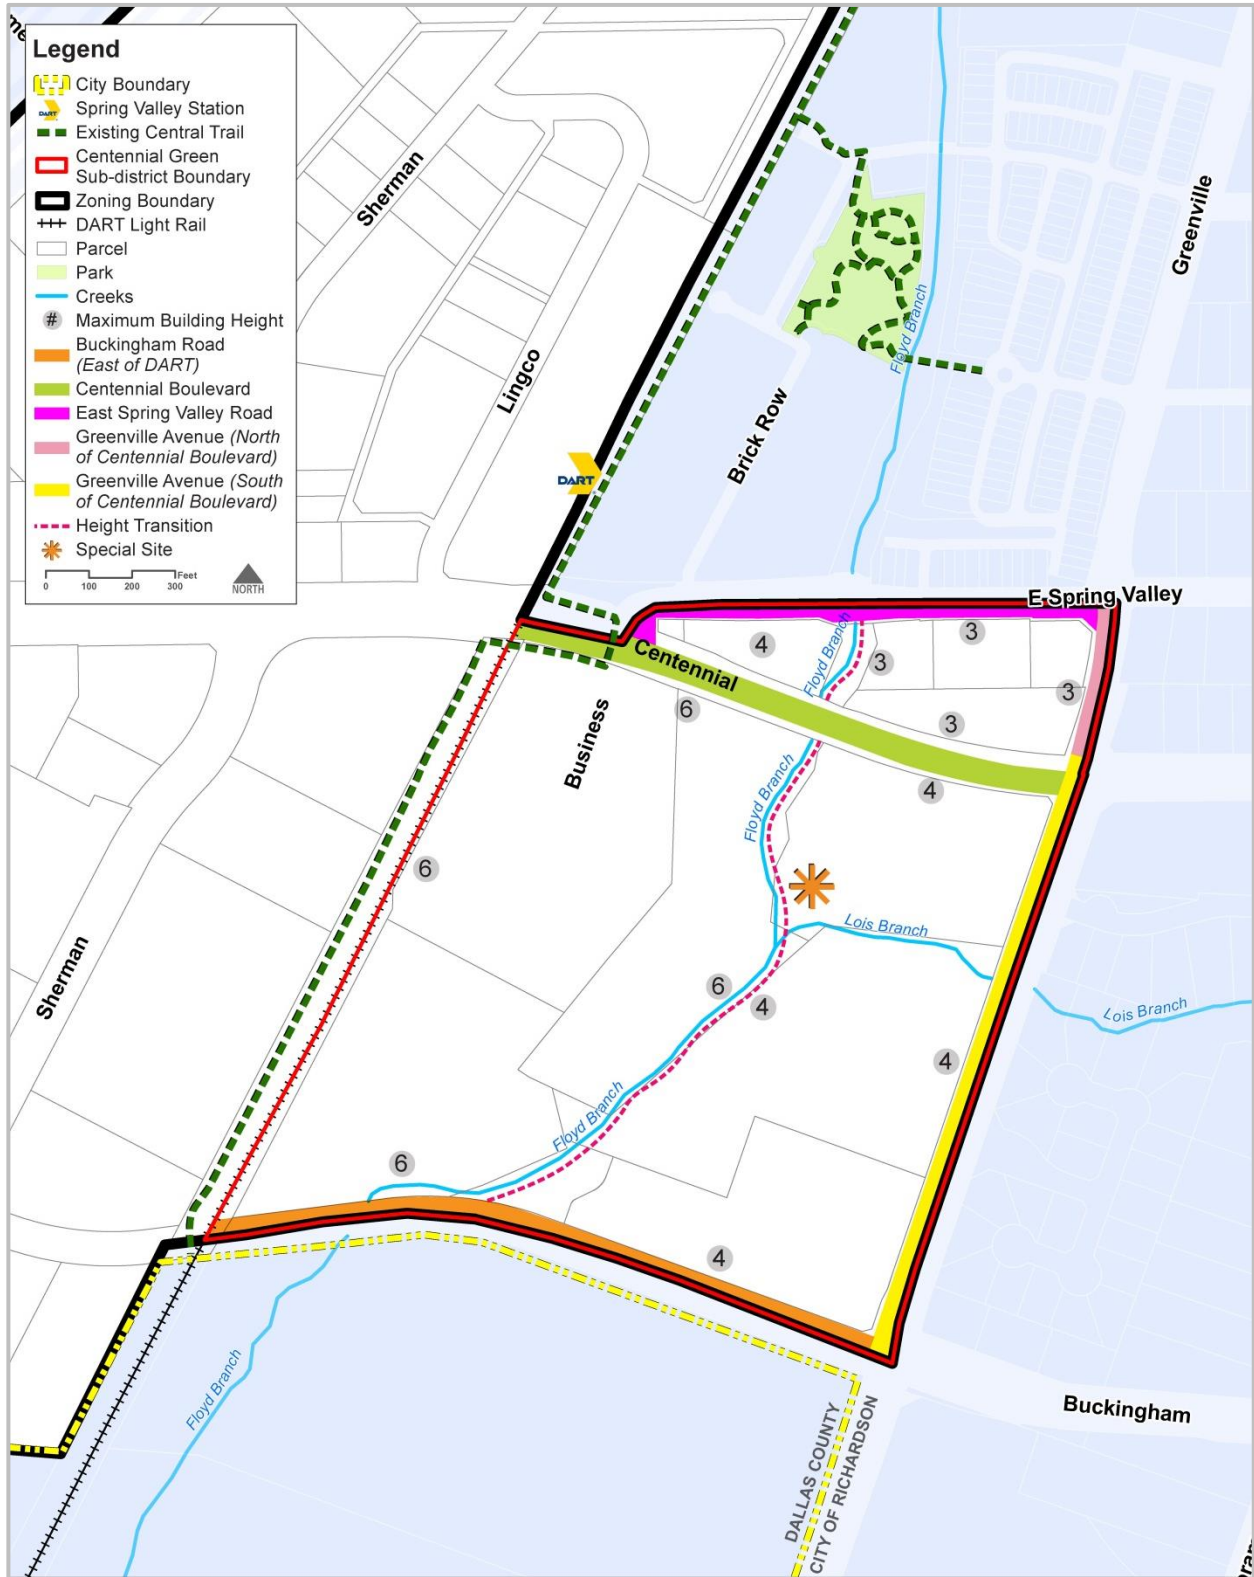 Legend
City Boundary
DART
Spring Valley Station
Existing Central Trail
Centennial Green
Sub-district Boundary
Zoning Boundary
DART Light Rail
Parcel
Park
Creeks
#
Maximum Building Height
Buckingham Road
(East of DART)
Centennial Boulevard
East Spring Valley Road
Greenville Avenue (North
of Centennial Boulevard)
Greenville Avenue (South
of Centennial Boulevard)
Height Transition
Special Site
0 100 200 300 Feet
NORTH
Sherman
Lingco
Greenville
Floyd Branch
Brick Row
DART
E Spring Valley
Centennial
Floyd Branch
4
3
3
3
3
6
4
Business
Floyd Branch
6
Lois Branch
Lois Branch
Sherman
6
4
4
Floyd Branch
6
4
Floyd Branch
Buckingham
DALLAS COUNTY
CITY OF RICHARDSON